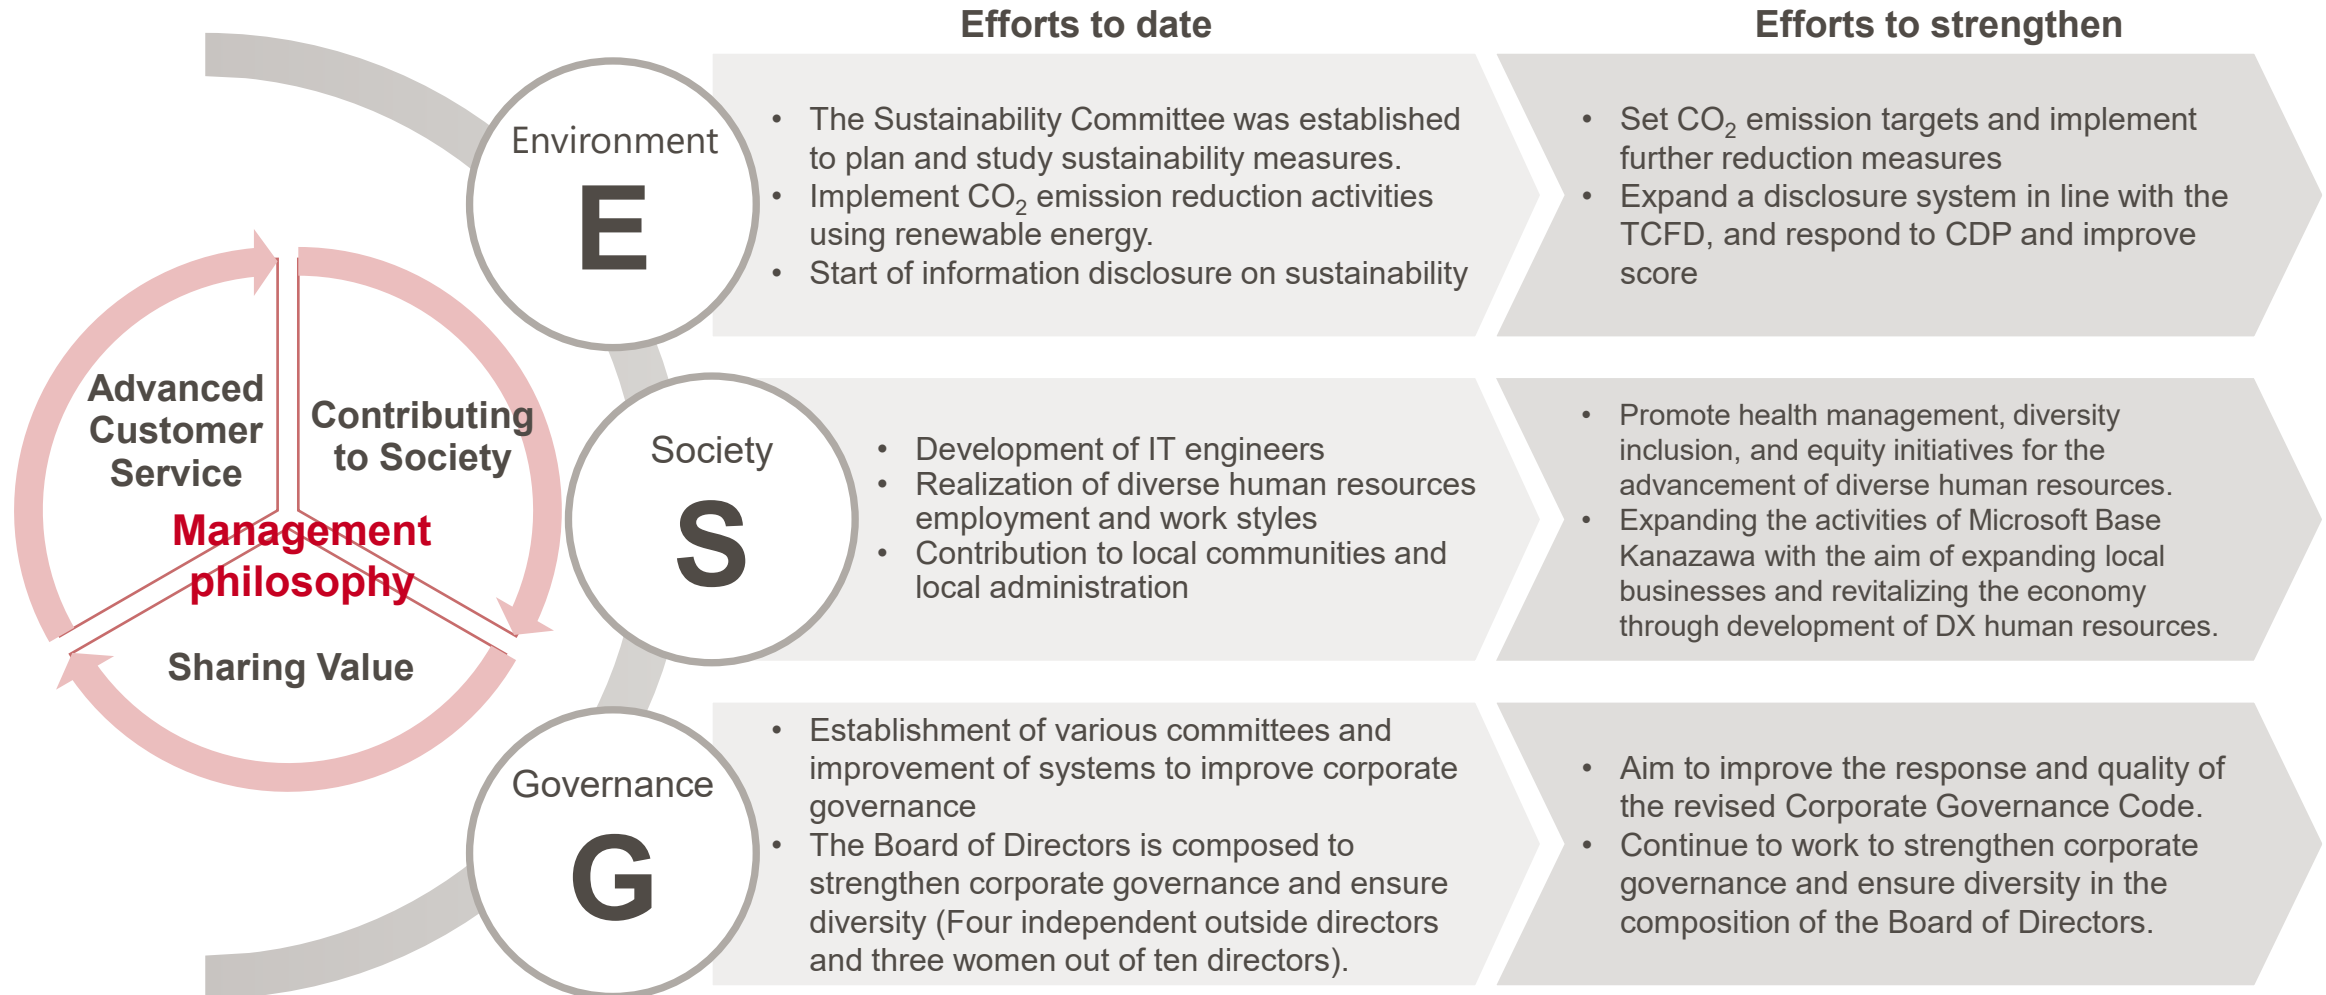 Efforts to date
Efforts to strengthen
Advanced
Customer
Service
Contributing
to Society
Management
philosophy
Sharing Value
Environment
E
• The Sustainability Committee was established
to plan and study sustainability measures.
• Implement CO₂ emission reduction activities
using renewable energy.
• Start of information disclosure on sustainability
• Set CO₂ emission targets and implement
further reduction measures
• Expand a disclosure system in line with the
TCFD, and respond to CDP and improve
score
Society
S
• Development of IT engineers
• Realization of diverse human resources
employment and work styles
• Contribution to local communities and
local administration
• Promote health management, diversity
inclusion, and equity initiatives for the
advancement of diverse human resources.
• Expanding the activities of Microsoft Base
Kanazawa with the aim of expanding local
businesses and revitalizing the economy
through development of DX human resources.
Governance
G
• Establishment of various committees and
improvement of systems to improve corporate
governance
• The Board of Directors is composed to
strengthen corporate governance and ensure
diversity (Four independent outside directors
and three women out of ten directors).
• Aim to improve the response and quality of
the revised Corporate Governance Code.
• Continue to work to strengthen corporate
governance and ensure diversity in the
composition of the Board of Directors.